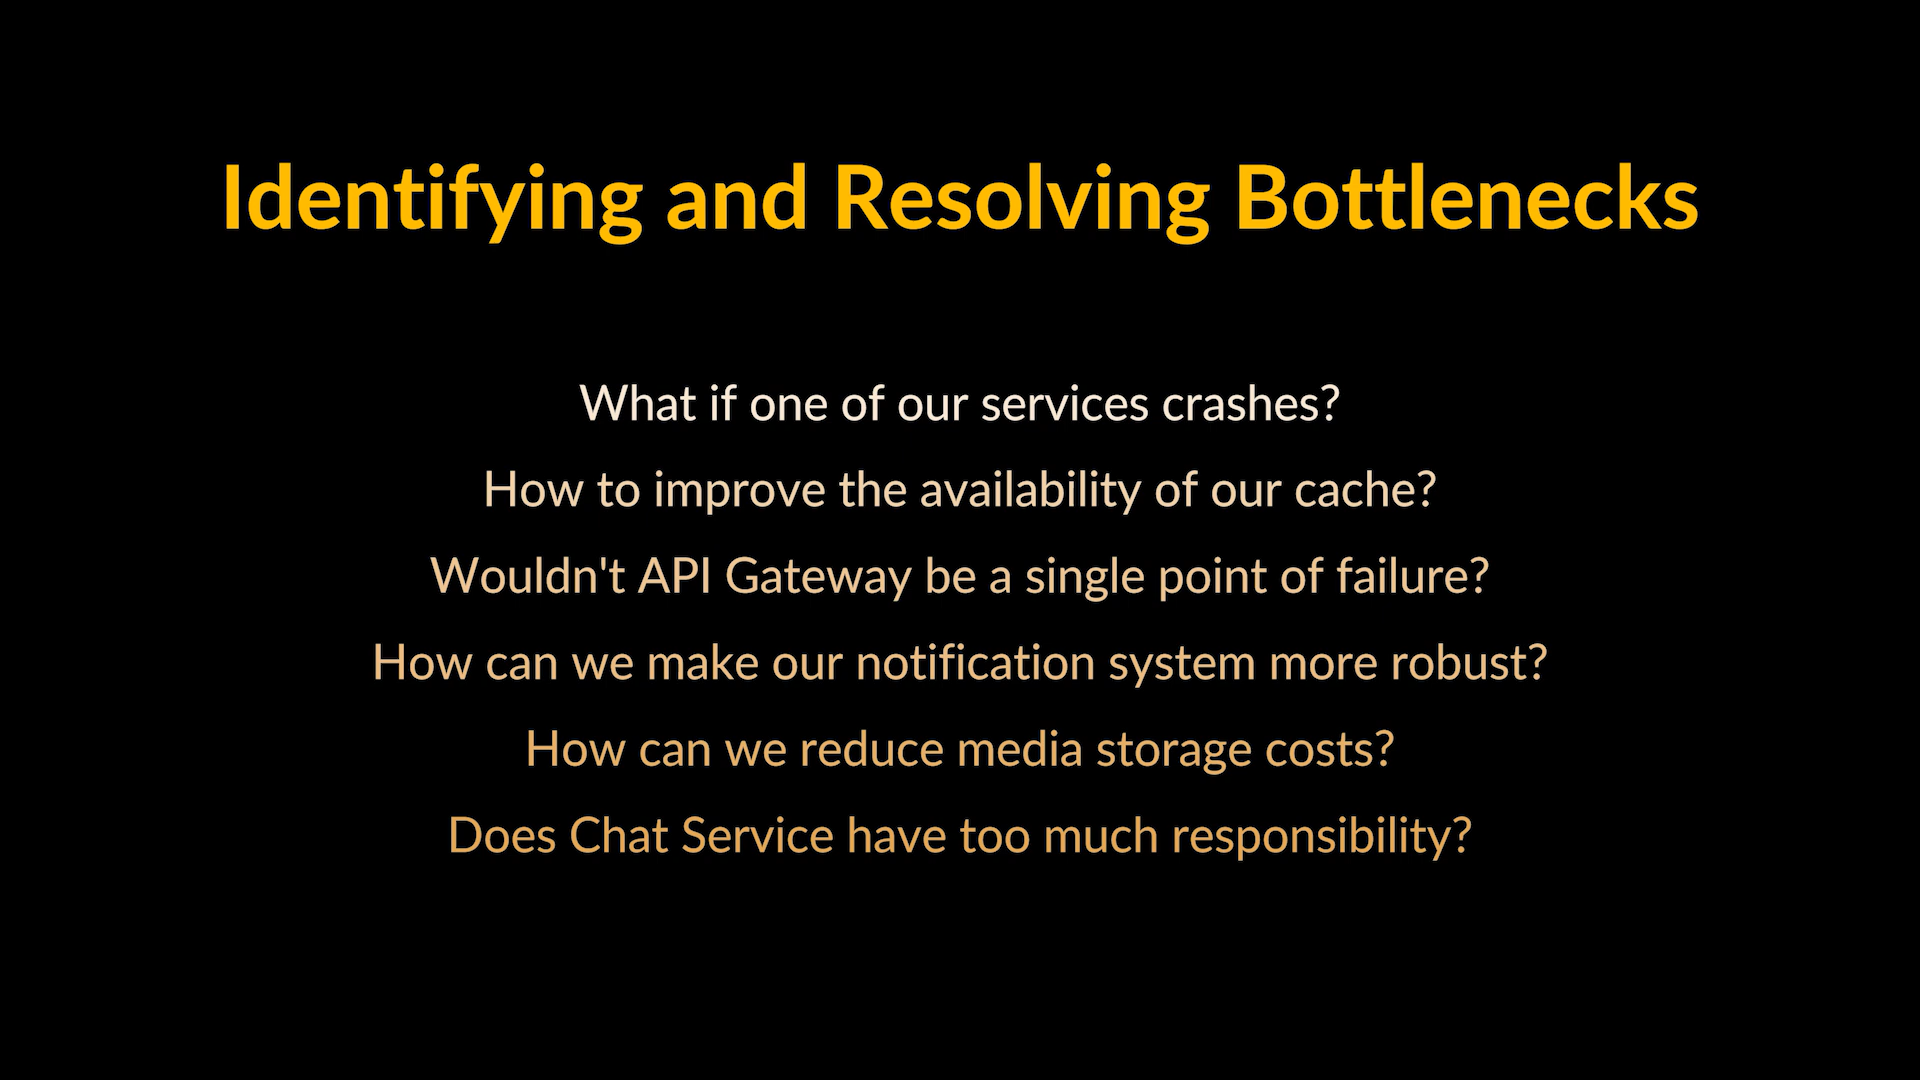 Identifying and Resolving Bottlenecks
What if one of our services crashes?
How to improve the availability of our cache?
Wouldn't API Gateway be a single point of failure?
How can we make our notification system more robust?
How can we reduce media storage costs?
Does Chat Service have too much responsibility?